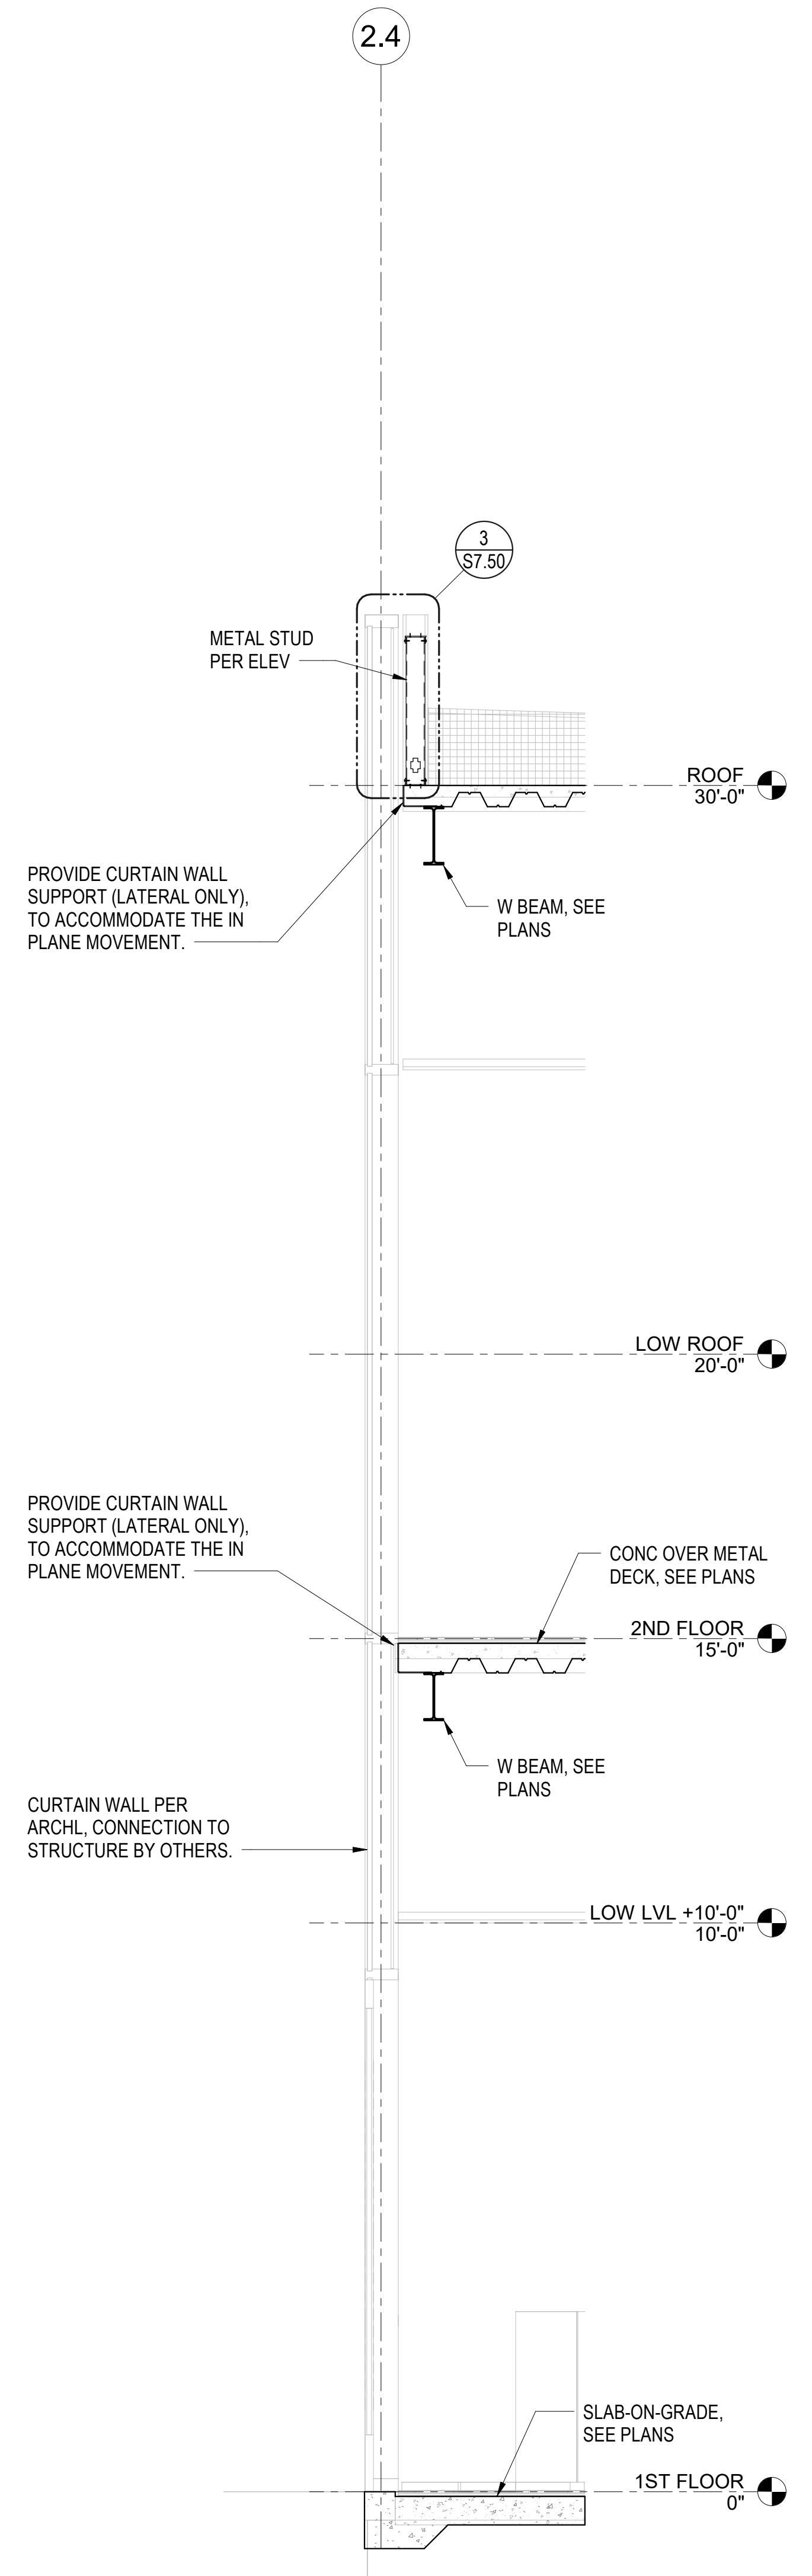 2.4
3
S7.50
METAL STUD
PER ELEV
ROOF
30'-0"
PROVIDE CURTAIN WALL
SUPPORT (LATERAL ONLY),
TO ACCOMMODATE THE IN
PLANE MOVEMENT.
W BEAM, SEE
PLANS
LOW ROOF
20'-0"
PROVIDE CURTAIN WALL
SUPPORT (LATERAL ONLY),
TO ACCOMMODATE THE IN
PLANE MOVEMENT.
CONC OVER METAL
DECK, SEE PLANS
2ND FLOOR
15'-0"
W BEAM, SEE
PLANS
CURTAIN WALL PER
ARCHL, CONNECTION TO
STRUCTURE BY OTHERS.
LOW LVL +10'-0"
10'-0"
SLAB-ON-GRADE,
SEE PLANS
1ST FLOOR
0"